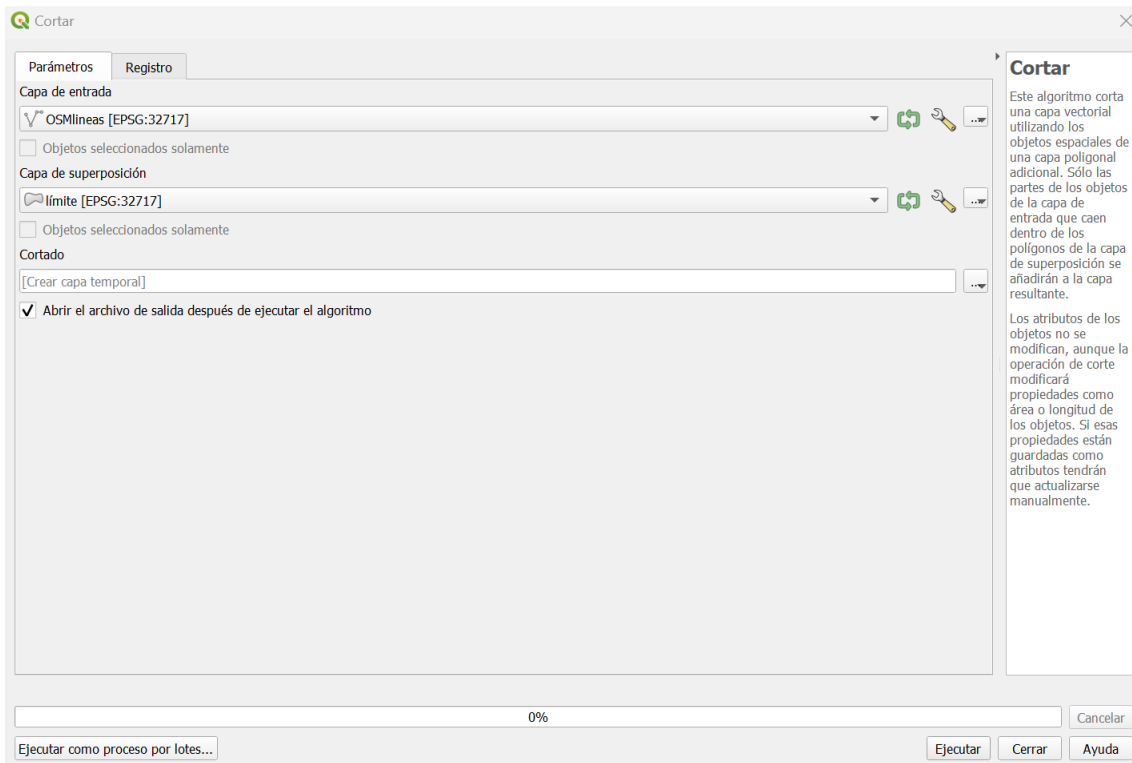 Cortar
Parámetros
Registro
Capa de entrada
OSMlineas [EPSG:32717]
Objetos seleccionados solamente
Capa de superposición
límite [EPSG:32717]
Objetos seleccionados solamente
Cortado
[Crear capa temporal]
Abrir el archivo de salida después de ejecutar el algoritmo
Cortar
Este algoritmo corta
una capa vectorial
utilizando los
objetos espaciales de
una capa poligonal
adicional. Sólo las
partes de los objetos
de la capa de
entrada que caen
dentro de los
polígonos de la capa
de superposición se
añadirán a la capa
resultante.
Los atributos de los
objetos no se
modifican, aunque la
operación de corte
modificará
propiedades como
área o longitud de
los objetos. Si esas
propiedades están
guardadas como
atributos tendrán
que actualizarse
manualmente.
0%
Cancelar
Ejecutar como proceso por lotes...
Ejecutar
Cerrar
Ayuda